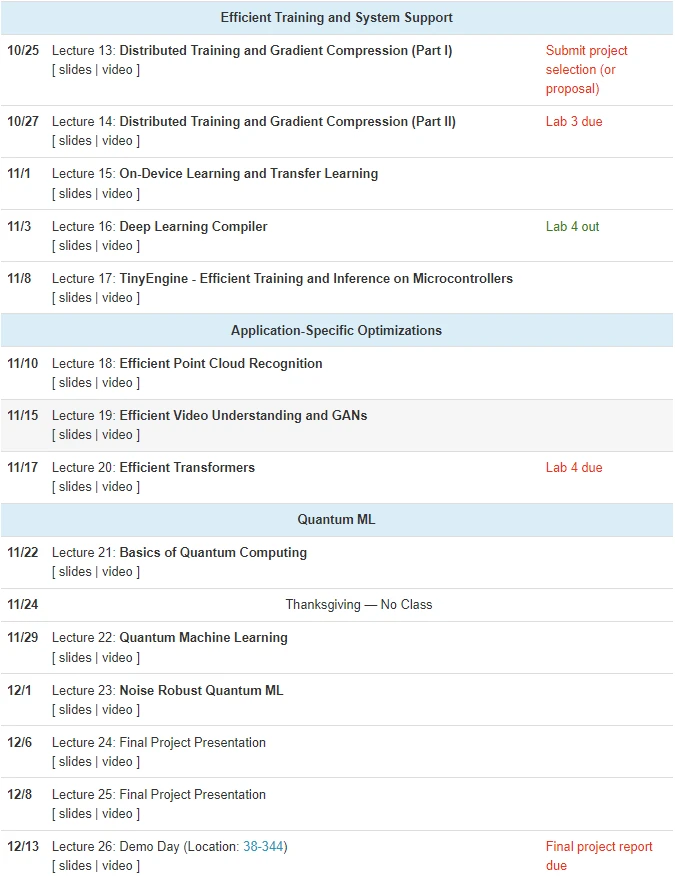 Efficient Training and System Support
10/25 Lecture 13: Distributed Training and Gradient Compression (Part I) Submit project
[ slides | video ] selection (or
proposal)
10/27 Lecture 14: Distributed Training and Gradient Compression (Part II) Lab 3 due
[ slides | video ]
11/1 Lecture 15: On-Device Learning and Transfer Learning
[ slides | video ]
11/3 Lecture 16: Deep Learning Compiler Lab 4 out
[ slides | video ]
11/8 Lecture 17: TinyEngine - Efficient Training and Inference on Microcontrollers
[ slides | video ]
Application-Specific Optimizations
11/10 Lecture 18: Efficient Point Cloud Recognition
[ slides | video ]
11/15 Lecture 19: Efficient Video Understanding and GANs
[ slides | video ]
11/17 Lecture 20: Efficient Transformers Lab 4 due
[ slides | video ]
Quantum ML
11/22 Lecture 21: Basics of Quantum Computing
[ slides | video ]
11/24 Thanksgiving — No Class
11/29 Lecture 22: Quantum Machine Learning
[ slides | video ]
12/1 Lecture 23: Noise Robust Quantum ML
[ slides | video ]
12/6 Lecture 24: Final Project Presentation
[ slides | video ]
12/8 Lecture 25: Final Project Presentation
[ slides | video ]
12/13 Lecture 26: Demo Day (Location: 38-344) Final project report
[ slides | video ] due